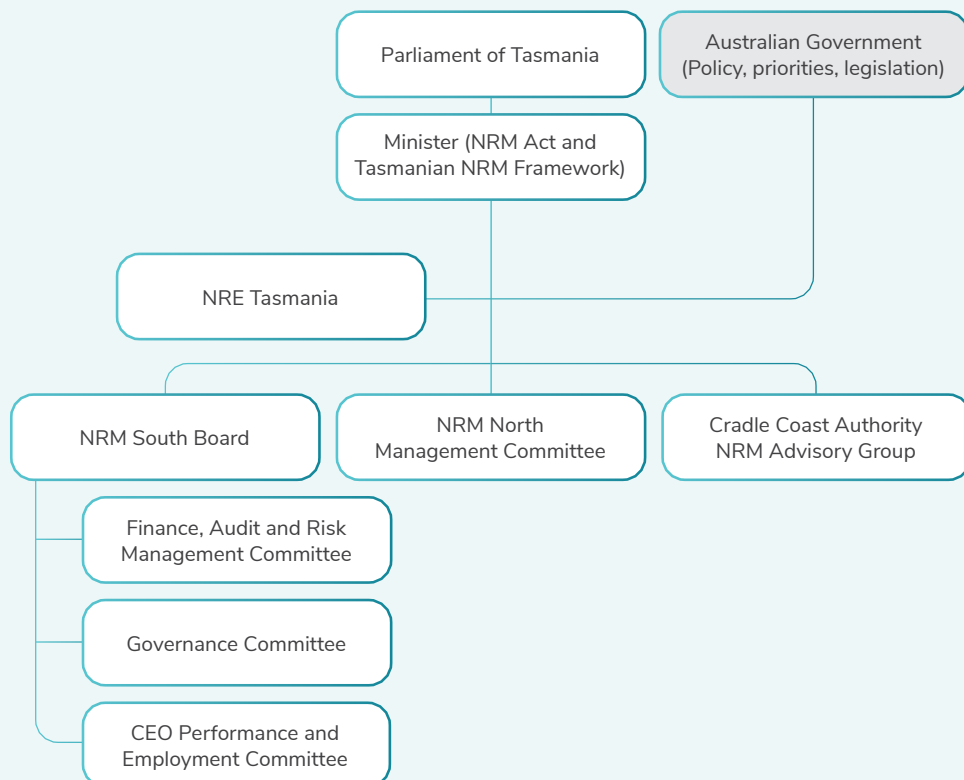 Parliament of Tasmania
Australian Government
(Policy, priorities, legislation)
Minister (NRM Act and
Tasmanian NRM Framework)
NRE Tasmania
NRM South Board
NRM North
Management Committee
Cradle Coast Authority
NRM Advisory Group
Finance, Audit and Risk
Management Committee
Governance Committee
CEO Performance and
Employment Committee